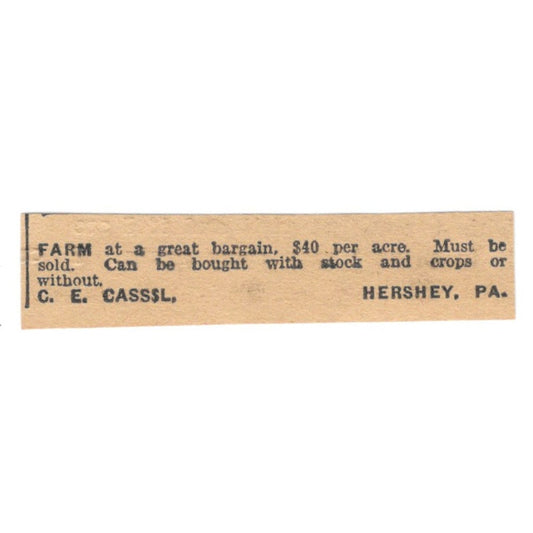 FARM at a great bargain, $40 per acre. Must be
sold. Can be bought with stock and crops or
without.
C. E. CASS$L, HERSHEY, PA.